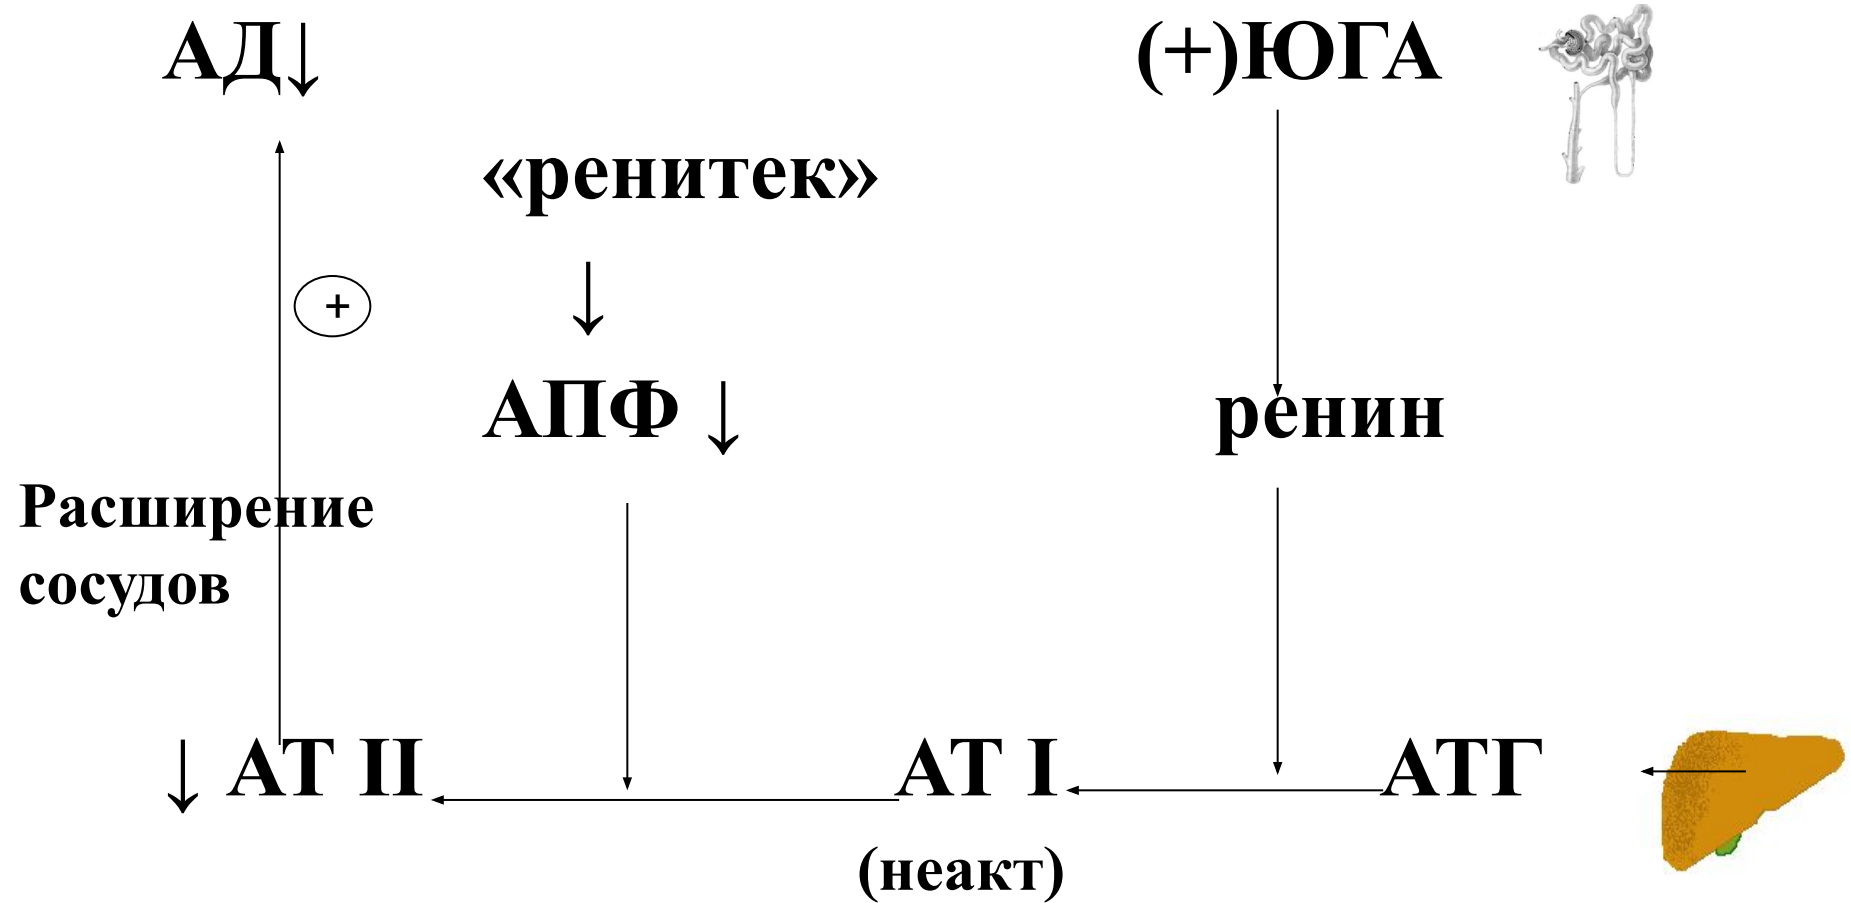 АД↓
(+)ЮГА
«ренитек»
↓
+
АПФ ↓
ренин
Расширение
сосудов
↓ АТ II
АТ I
АТГ
(неакт)